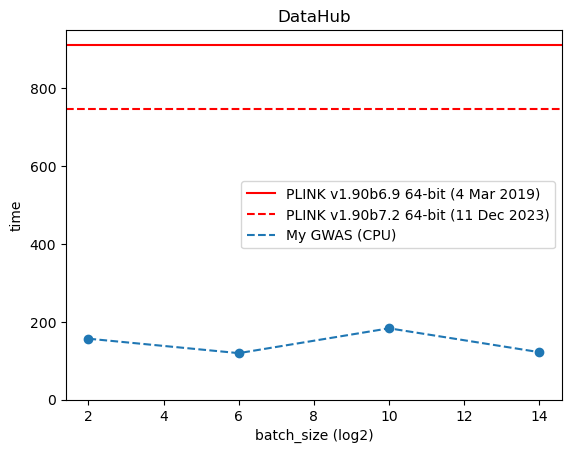 DataHub
800
600
400
200
0
time
PLINK v1.90b6.9 64-bit (4 Mar 2019)
PLINK v1.90b7.2 64-bit (11 Dec 2023)
My GWAS (CPU)
2 4 6 8 10 12 14
batch_size (log2)